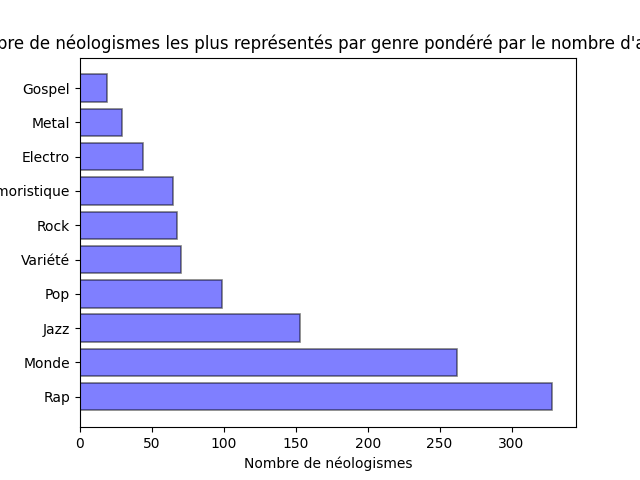 bre de néologismes les plus représentés par genre pondéré par le nombre d'a
Gospel
Metal
Electro
moristique
Rock
Variété
Pop
Jazz
Monde
Rap
0 50 100 150 200 250 300
Nombre de néologismes